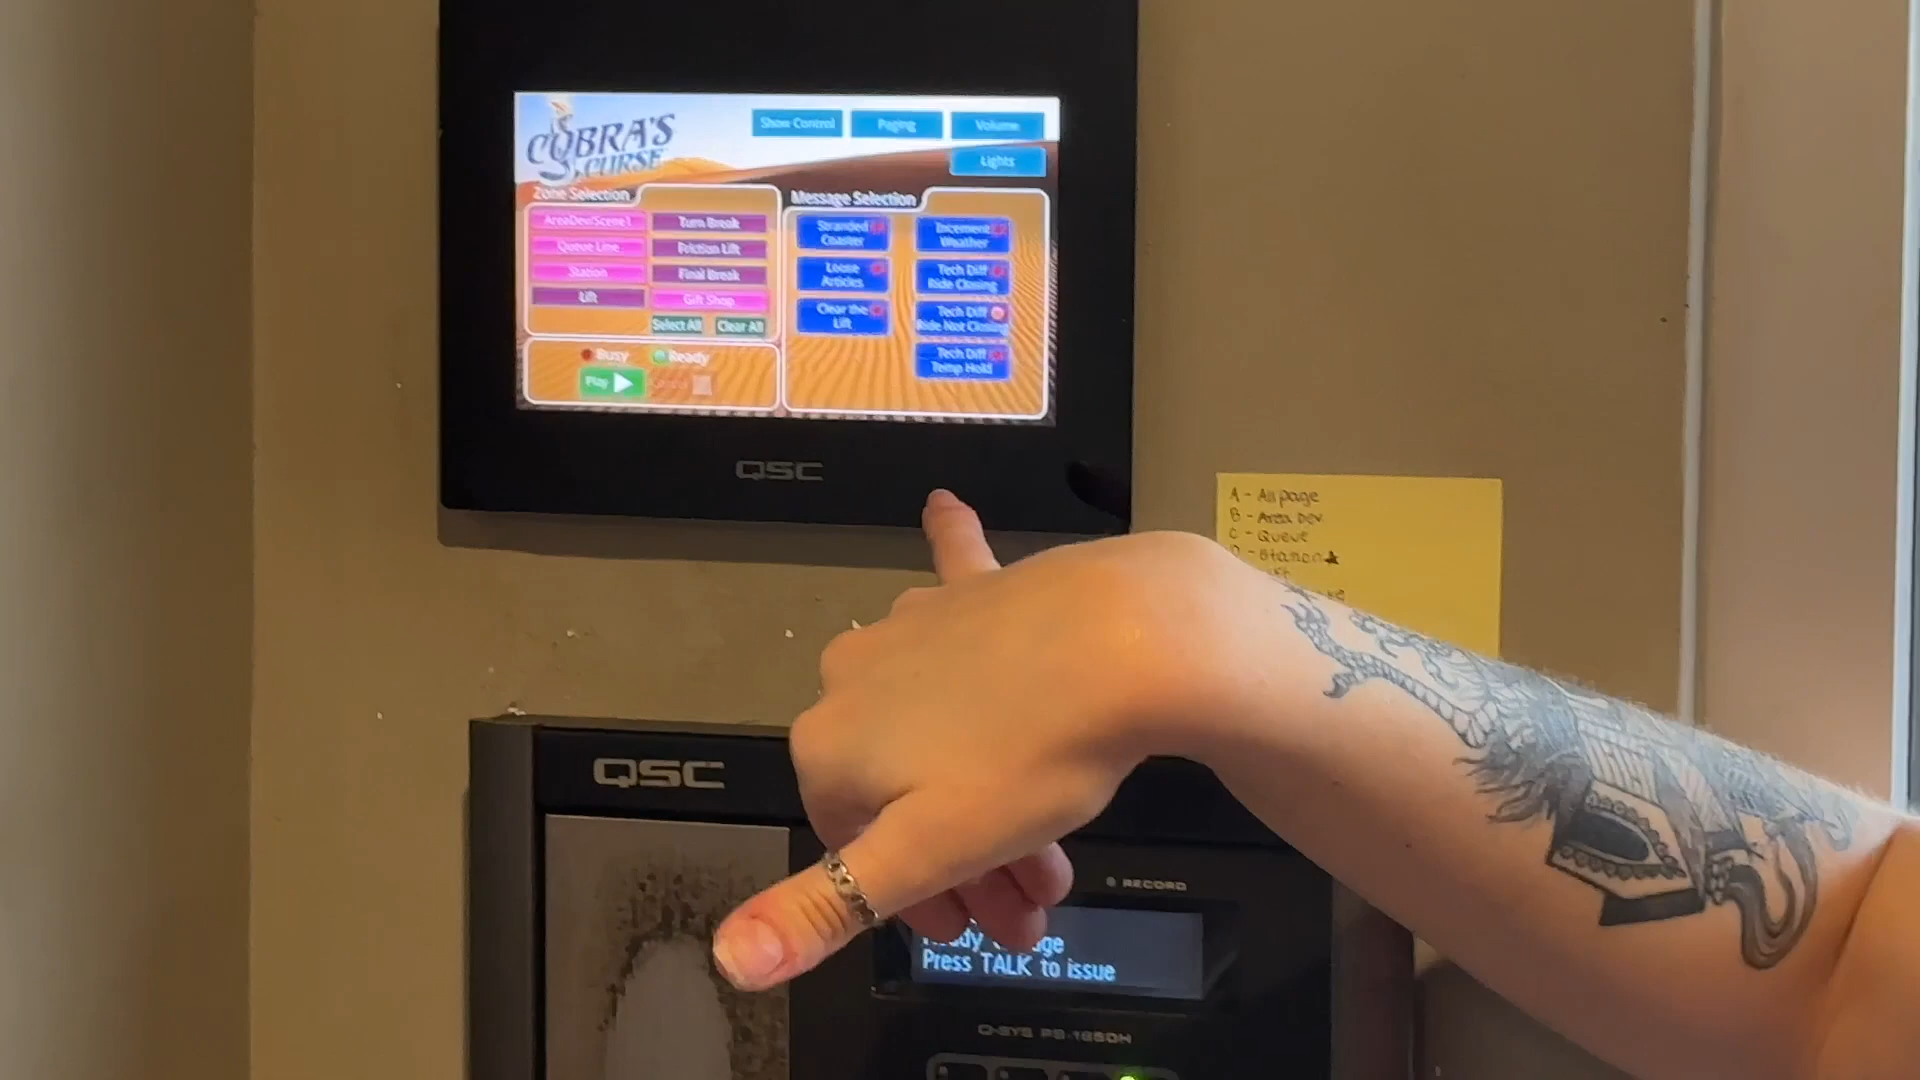 COBRA'S
CURSE
Show Control
Paging
Volume
Lights
Zone Selection
AreaDev/Scene1
Turn Break
Queue Line
Friction Lift
Station
Final Break
Lift
Gift Shop
Select All
Clear All
Busy
Ready
Play
Cancel
Message Selection
Stranded
Coaster
Inclement
Weather
Loose
Articles
Tech Diff
Ride Closing
Clear the
Lift
Tech Diff
Ride Not Closing
Tech Diff
Temp Hold
QSC
A - All page
B - Area Dev
C - Queue
D - Station
QSC
RECORD
Press TALK to issue